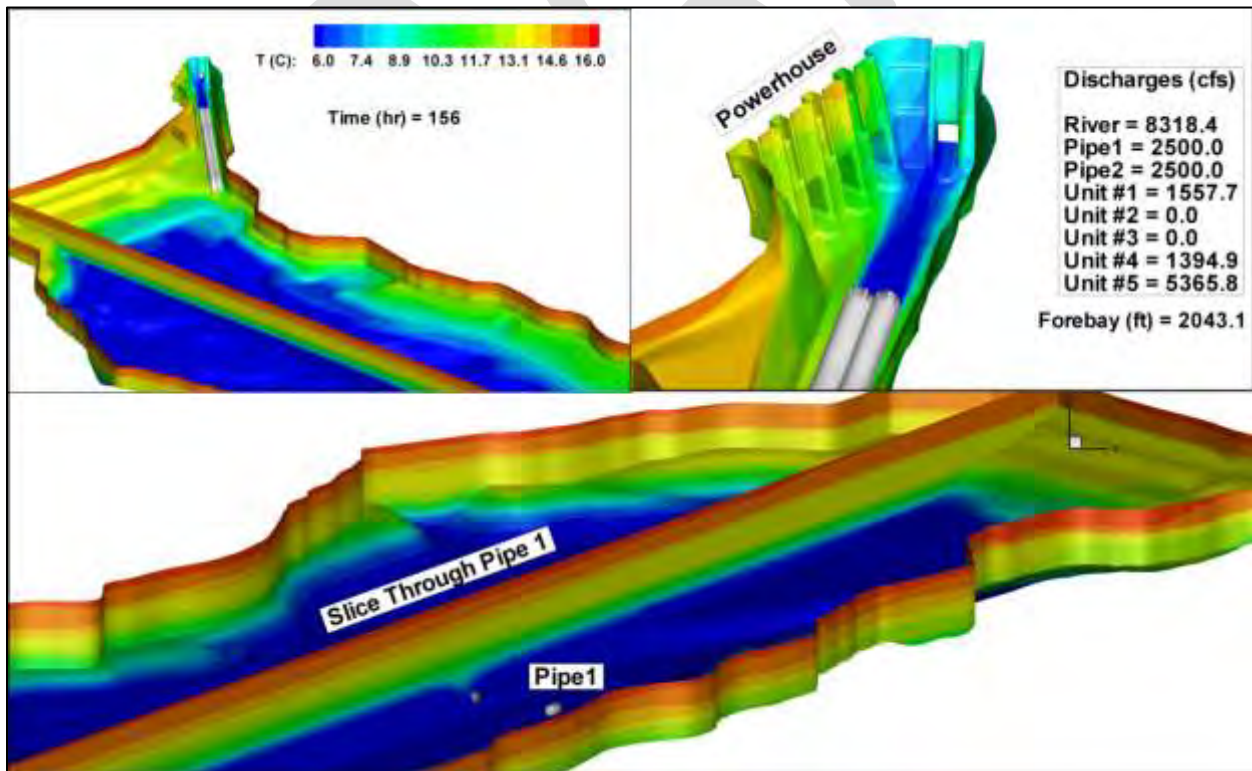 T (C): 6.0 7.4 8.9 10.3 11.7 13.1 14.6 16.0
Time (hr) = 156
Powerhouse
Discharges (cfs)
River = 8318.4
Pipe1 = 2500.0
Pipe2 = 2500.0
Unit #1 = 1557.7
Unit #2 = 0.0
Unit #3 = 0.0
Unit #4 = 1394.9
Unit #5 = 5365.8
Forebay (ft) = 2043.1
Slice Through Pipe 1
Pipe1